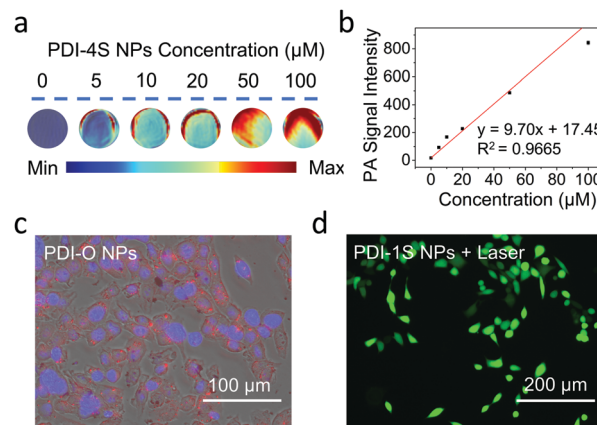 a
PDI-4S NPs Concentration (µM)
0 5 10 20 50 100
Min Max
b
PA Signal Intensity
800
600
400
200
0
y = 9.70x + 17.45
R² = 0.9665
0 20 40 60 80 100
Concentration (µM)
c
PDI-O NPs
100 µm
d
PDI-1S NPs + Laser
200 µm